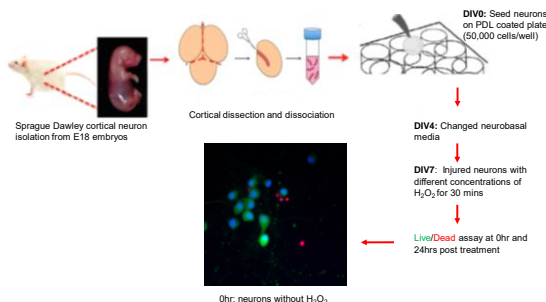 Sprague Dawley cortical neuron
isolation from E18 embryos
Cortical dissection and dissociation
DIV0: Seed neurons
on PDL coated plate
(50,000 cells/well)
DIV4: Changed neurobasal
media
DIV7: Injured neurons with
different concentrations of
H₂O₂ for 30 mins
Live/Dead assay at 0hr and
24hrs post treatment
0hr: neurons without H₂O₂